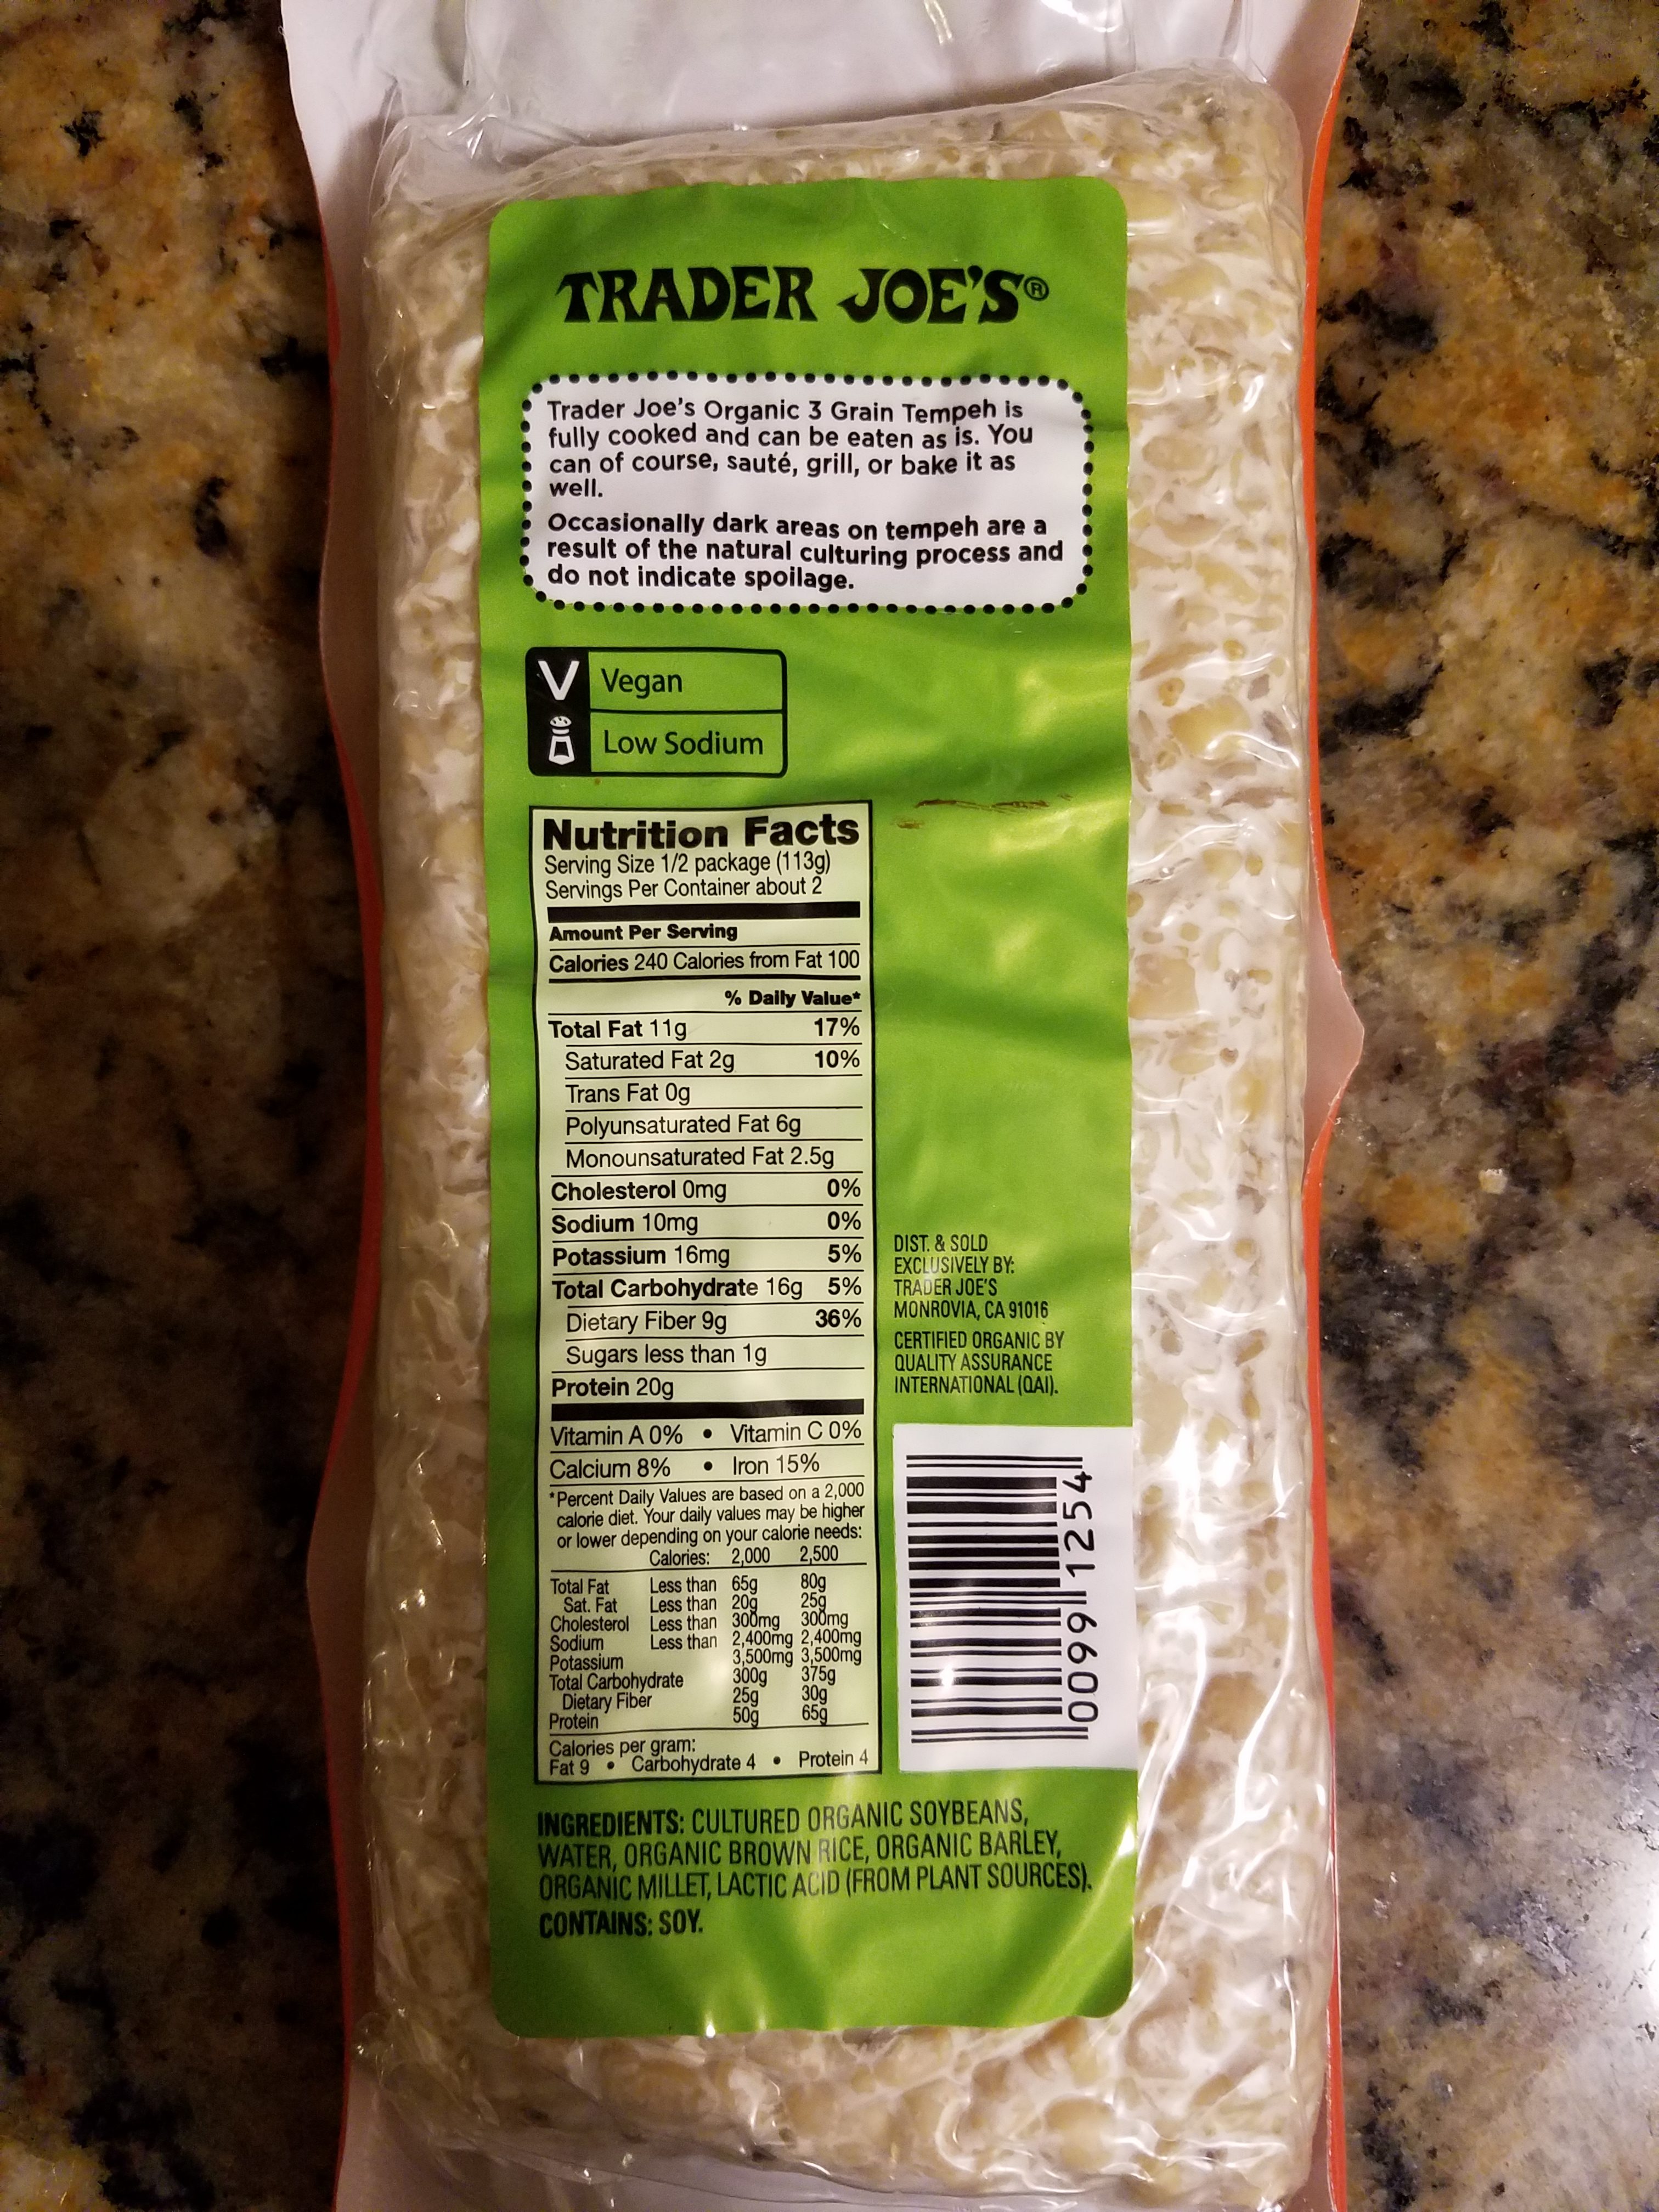 TRADER JOE'S®
Trader Joe's Organic 3 Grain Tempeh is
fully cooked and can be eaten as is. You
can of course, sauté, grill, or bake it as
well.
Occasionally dark areas on tempeh are a
result of the natural culturing process and
do not indicate spoilage.
V Vegan
Low Sodium
Nutrition Facts
Serving Size 1/2 package (113g)
Servings Per Container about 2
Amount Per Serving
Calories 240 Calories from Fat 100
% Daily Value*
Total Fat 11g 17%
Saturated Fat 2g 10%
Trans Fat 0g
Polyunsaturated Fat 6g
Monounsaturated Fat 2.5g
Cholesterol 0mg 0%
Sodium 10mg 0%
Potassium 16mg 5%
Total Carbohydrate 16g 5%
Dietary Fiber 9g 36%
Sugars less than 1g
Protein 20g
Vitamin A 0% • Vitamin C 0%
Calcium 8% • Iron 15%
*Percent Daily Values are based on a 2,000
calorie diet. Your daily values may be higher
or lower depending on your calorie needs:
Calories: 2,000 2,500
Total Fat Less than 65g 80g
Sat. Fat Less than 20g 25g
Cholesterol Less than 300mg 300mg
Sodium Less than 2,400mg 2,400mg
Potassium 3,500mg 3,500mg
Total Carbohydrate 300g 375g
Dietary Fiber 25g 30g
Protein 50g 65g
Calories per gram:
Fat 9 • Carbohydrate 4 • Protein 4
DIST. & SOLD
EXCLUSIVELY BY:
TRADER JOE'S
MONROVIA, CA 91016
CERTIFIED ORGANIC BY
QUALITY ASSURANCE
INTERNATIONAL (QAI).
0099 1254
INGREDIENTS: CULTURED ORGANIC SOYBEANS,
WATER, ORGANIC BROWN RICE, ORGANIC BARLEY,
ORGANIC MILLET, LACTIC ACID (FROM PLANT SOURCES).
CONTAINS: SOY.